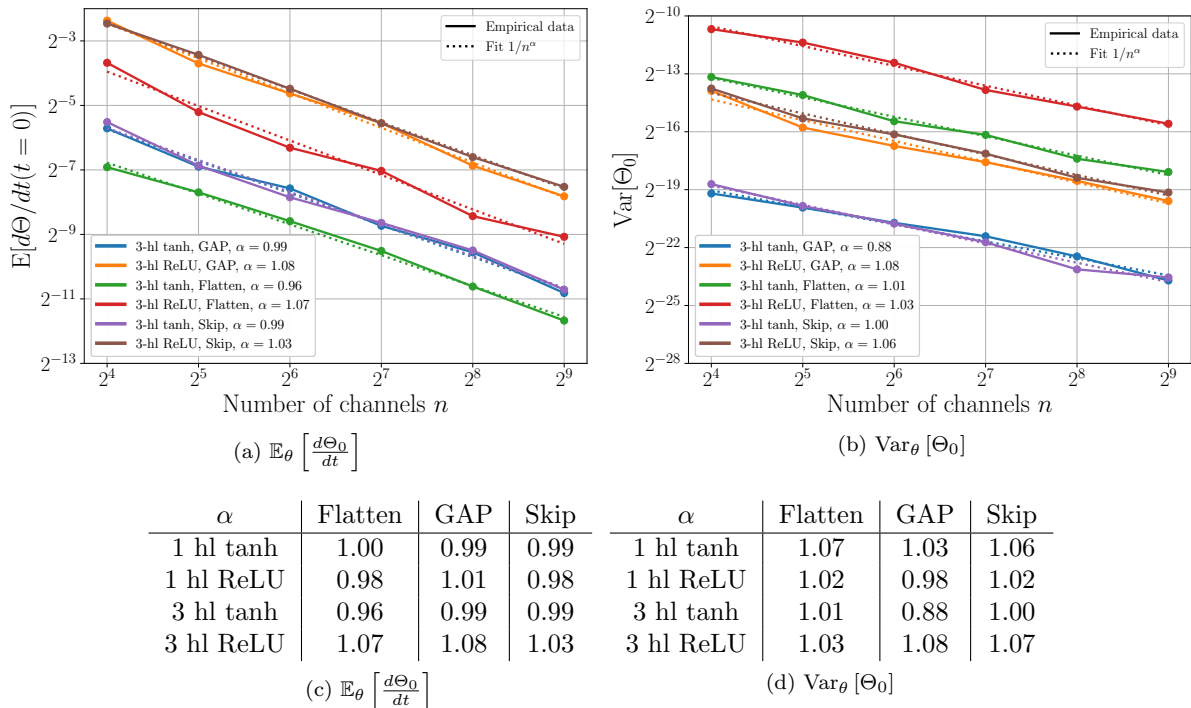 E[dΘ/dt(t = 0)]
2^{-3}
2^{-5}
2^{-7}
2^{-9}
2^{-11}
2^{-13}
Empirical data
Fit 1/n^α
3-hl tanh, GAP, α = 0.99
3-hl ReLU, GAP, α = 1.08
3-hl tanh, Flatten, α = 0.96
3-hl ReLU, Flatten, α = 1.07
3-hl tanh, Skip, α = 0.99
3-hl ReLU, Skip, α = 1.03
2^4 2^5 2^6 2^7 2^8 2^9
Number of channels n
(a) 𝔼_θ [dΘ_0/dt]
Var[Θ_0]
2^{-10}
2^{-13}
2^{-16}
2^{-19}
2^{-22}
2^{-25}
2^{-28}
Empirical data
Fit 1/n^α
3-hl tanh, GAP, α = 0.88
3-hl ReLU, GAP, α = 1.08
3-hl tanh, Flatten, α = 1.01
3-hl ReLU, Flatten, α = 1.03
3-hl tanh, Skip, α = 1.00
3-hl ReLU, Skip, α = 1.06
2^4 2^5 2^6 2^7 2^8 2^9
Number of channels n
(b) Var_θ [Θ_0]
α Flatten GAP Skip
1 hl tanh 1.00 0.99 0.99
1 hl ReLU 0.98 1.01 0.98
3 hl tanh 0.96 0.99 0.99
3 hl ReLU 1.07 1.08 1.03
(c) 𝔼_θ [dΘ_0/dt]
α Flatten GAP Skip
1 hl tanh 1.07 1.03 1.06
1 hl ReLU 1.02 0.98 1.02
3 hl tanh 1.01 0.88 1.00
3 hl ReLU 1.03 1.08 1.07
(d) Var_θ [Θ_0]